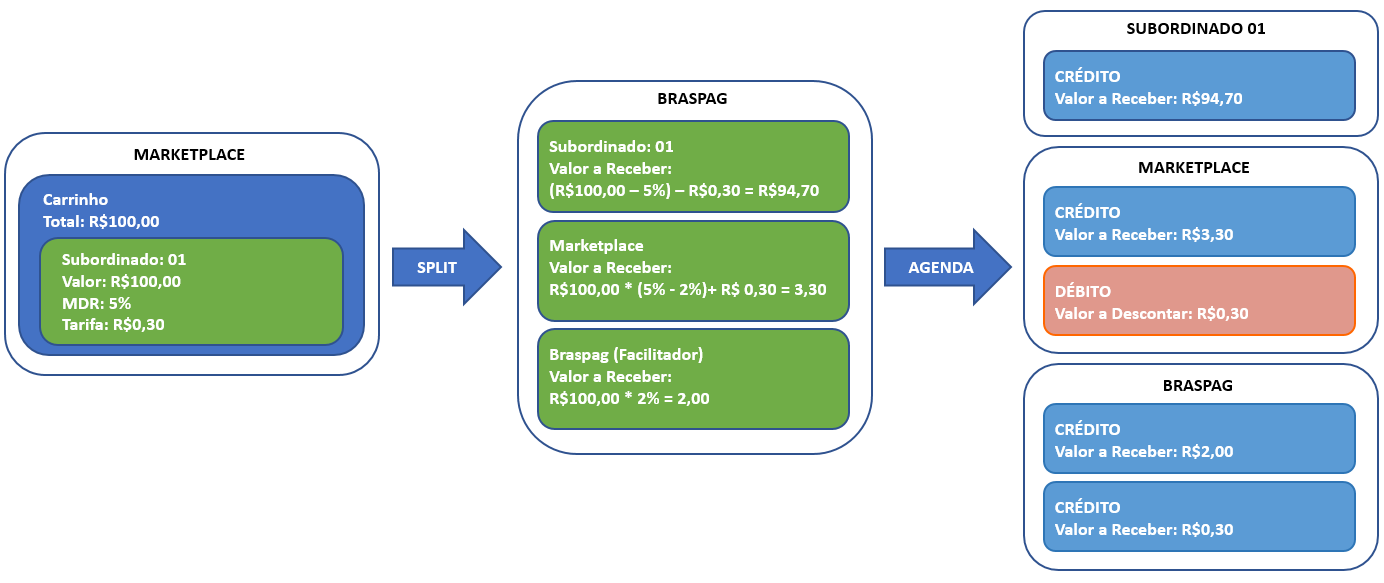 MARKETPLACE
Carrinho
Total: R$100,00
Subordinado: 01
Valor: R$100,00
MDR: 5%
Tarifa: R$0,30
SPLIT
BRASPAG
Subordinado: 01
Valor a Receber:
(R$100,00 – 5%) – R$0,30 = R$94,70
Marketplace
Valor a Receber:
R$100,00 * (5% - 2%)+ R$ 0,30 = 3,30
Braspag (Facilitador)
Valor a Receber:
R$100,00 * 2% = 2,00
AGENDA
SUBORDINADO 01
CRÉDITO
Valor a Receber: R$94,70
MARKETPLACE
CRÉDITO
Valor a Receber: R$3,30
DÉBITO
Valor a Descontar: R$0,30
BRASPAG
CRÉDITO
Valor a Receber: R$2,00
CRÉDITO
Valor a Receber: R$0,30